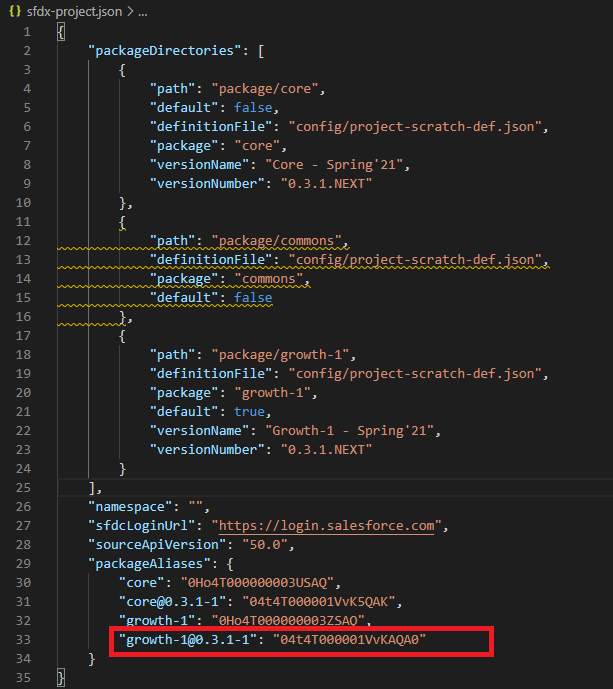 {} sfdx-project.json > ...
1 {
2 "packageDirectories": [
3 {
4 "path": "package/core",
5 "default": false,
6 "definitionFile": "config/project-scratch-def.json",
7 "package": "core",
8 "versionName": "Core - Spring'21",
9 "versionNumber": "0.3.1.NEXT"
10 },
11 {
12 "path": "package/commons",
13 "definitionFile": "config/project-scratch-def.json",
14 "package": "commons",
15 "default": false
16 },
17 {
18 "path": "package/growth-1",
19 "definitionFile": "config/project-scratch-def.json",
20 "package": "growth-1",
21 "default": true,
22 "versionName": "Growth-1 - Spring'21",
23 "versionNumber": "0.3.1.NEXT"
24 }
25 ],
26 "namespace": "",
27 "sfdcLoginUrl": "https://login.salesforce.com",
28 "sourceApiVersion": "50.0",
29 "packageAliases": {
30 "core": "0Ho4T000000003USAQ",
31 "core@0.3.1-1": "04t4T000001VvK5QAK",
32 "growth-1": "0Ho4T000000003ZSAQ",
33 "growth-1@0.3.1-1": "04t4T000001VvKAQA0"
34 }
35 }